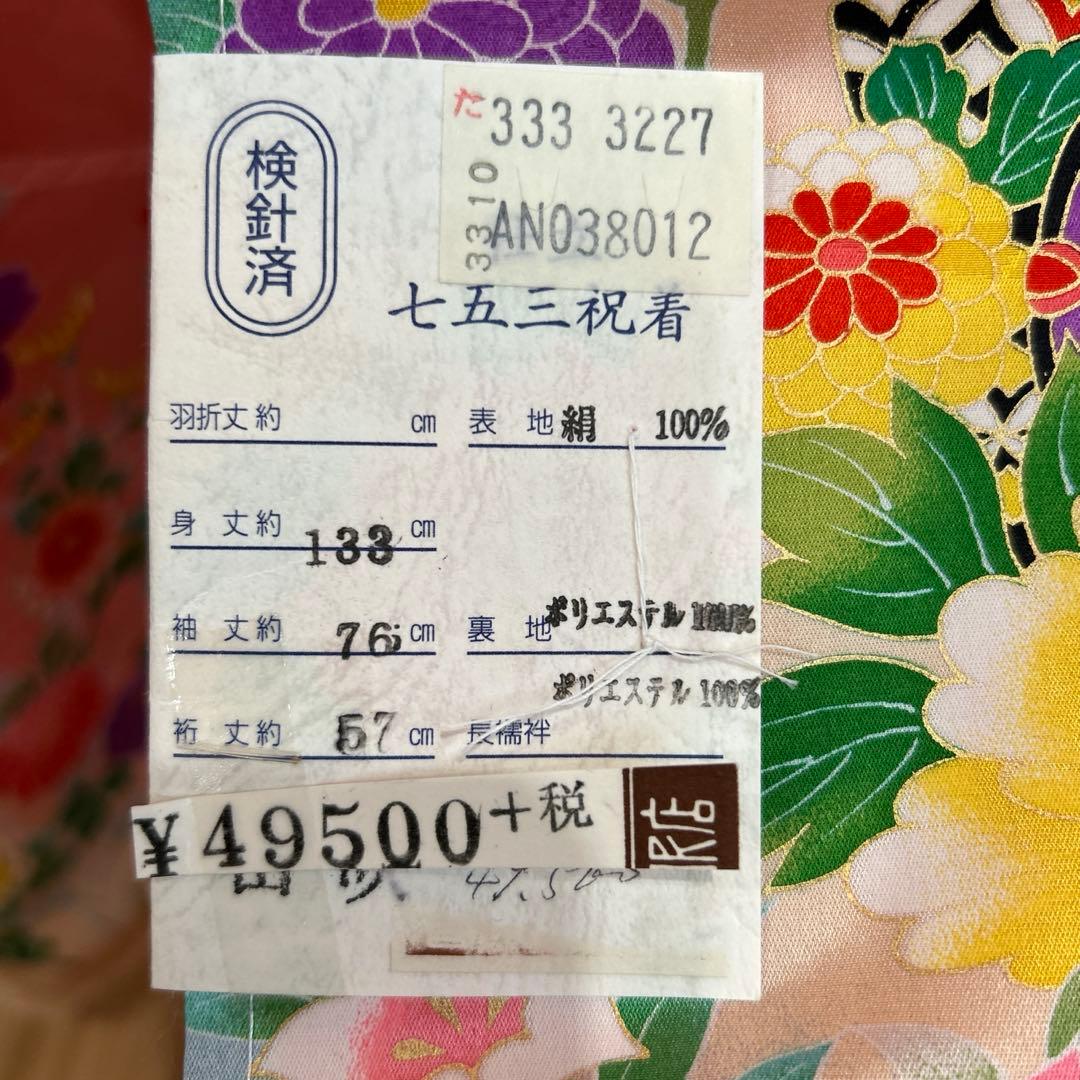 検針済
た333 3227
3310
AN038012
七五三祝着
羽折丈約 cm
表 地 絹 100%
身 丈約 133 cm
袖 丈約 76 cm
裏 地 ポリエステル 100%
ポリエステル 100%
裄 丈約 57 cm
長襦袢
¥49500+税